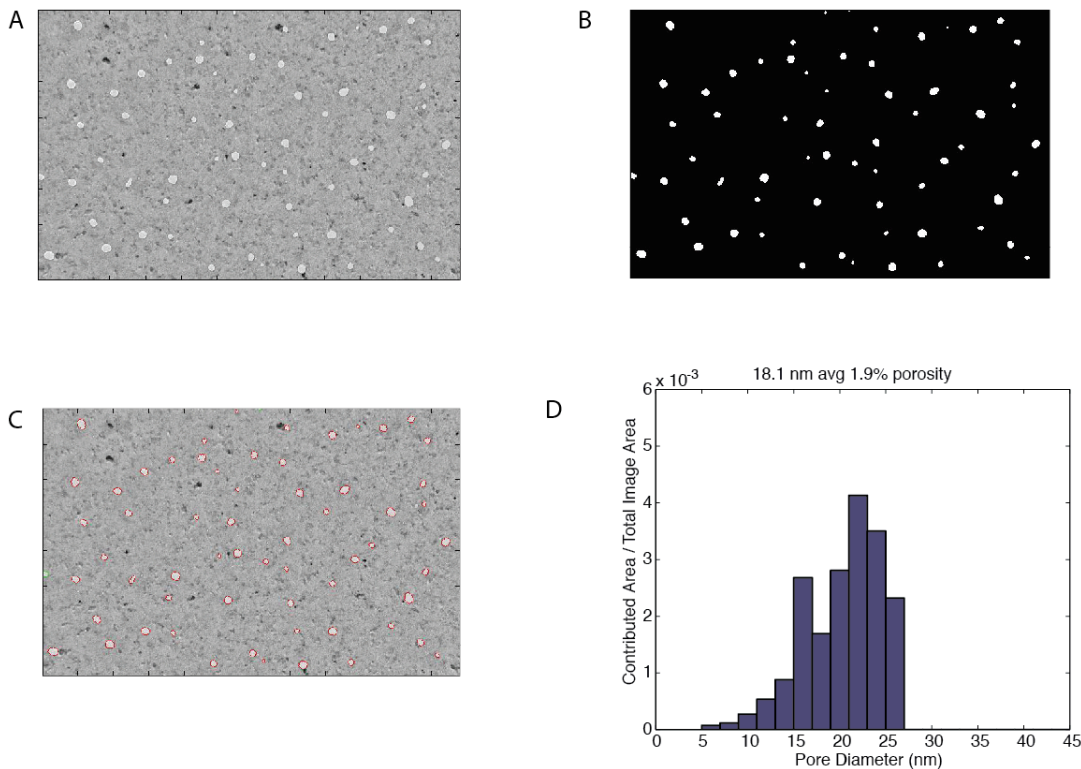 A
B
C
D
18.1 nm avg 1.9% porosity
x 10⁻³
6
5
4
3
2
1
0
Contributed Area / Total Image Area
0 5 10 15 20 25 30 35 40 45
Pore Diameter (nm)